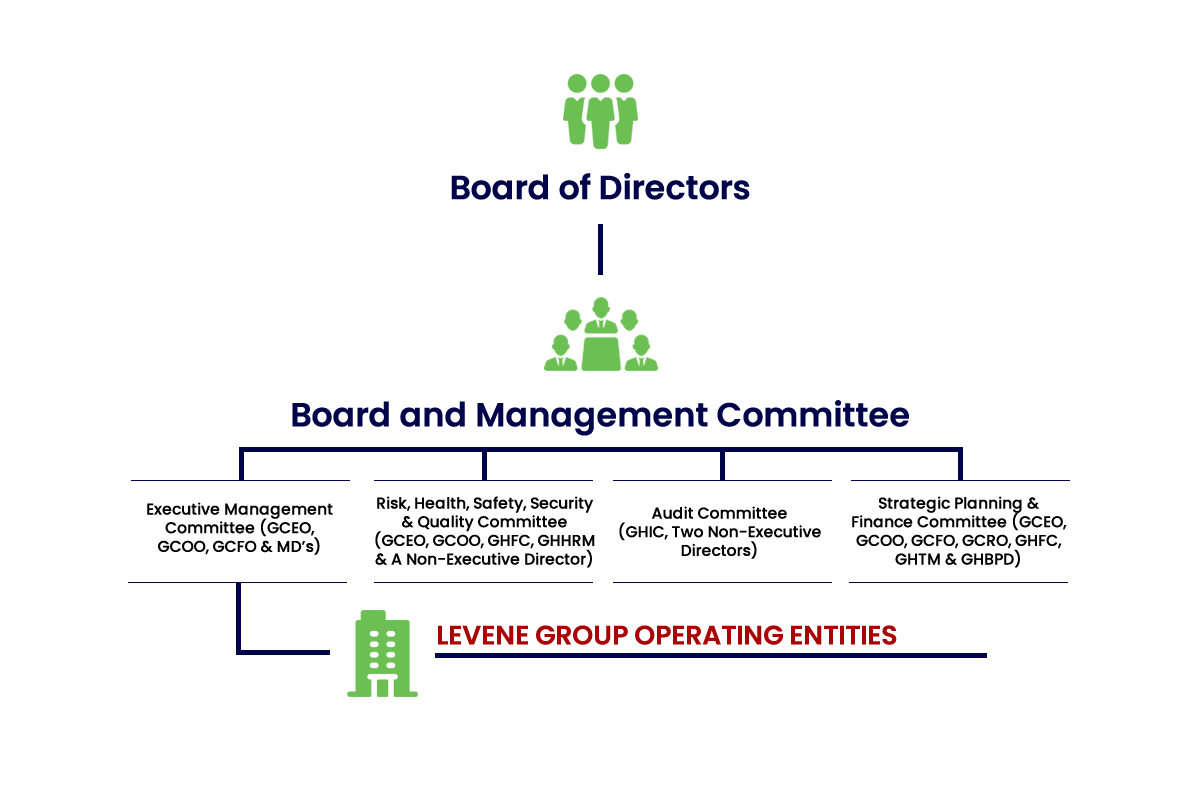 Board of Directors
Board and Management Committee
Executive Management
Committee (GCEO,
GCOO, GCFO & MD’s)
Risk, Health, Safety, Security
& Quality Committee
(GCEO, GCOO, GHFC, GHHRM
& A Non-Executive Director)
Audit Committee
(GHIC, Two Non-Executive
Directors)
Strategic Planning &
Finance Committee (GCEO,
GCOO, GCFO, GCRO, GHFC,
GHTM & GHBPD)
LEVENE GROUP OPERATING ENTITIES